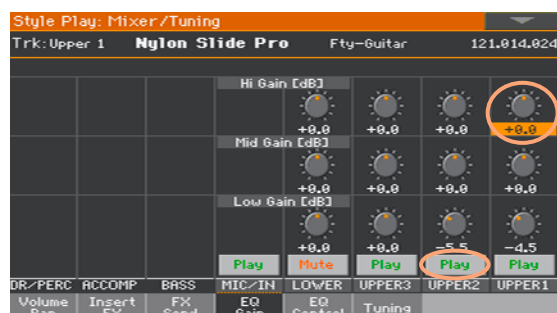 Style Play: Mixer/Tuning
Trk: Upper 1 Nylon Slide Pro Fty-Guitar 121.014.024
Hi Gain [dB]
+0.0 +0.0 +0.0 +0.0
Mid Gain [dB]
+0.0 +0.0 +0.0 +0.0
Low Gain [dB]
+0.0 +0.0 -5.5 -4.5
Play Mute Play Play Play
DR/PERC ACCOMP BASS MIC/IN LOWER UPPER3 UPPER2 UPPER1
Volume Insert FX EQ EQ Tuning
Pan FX Send Gain Control